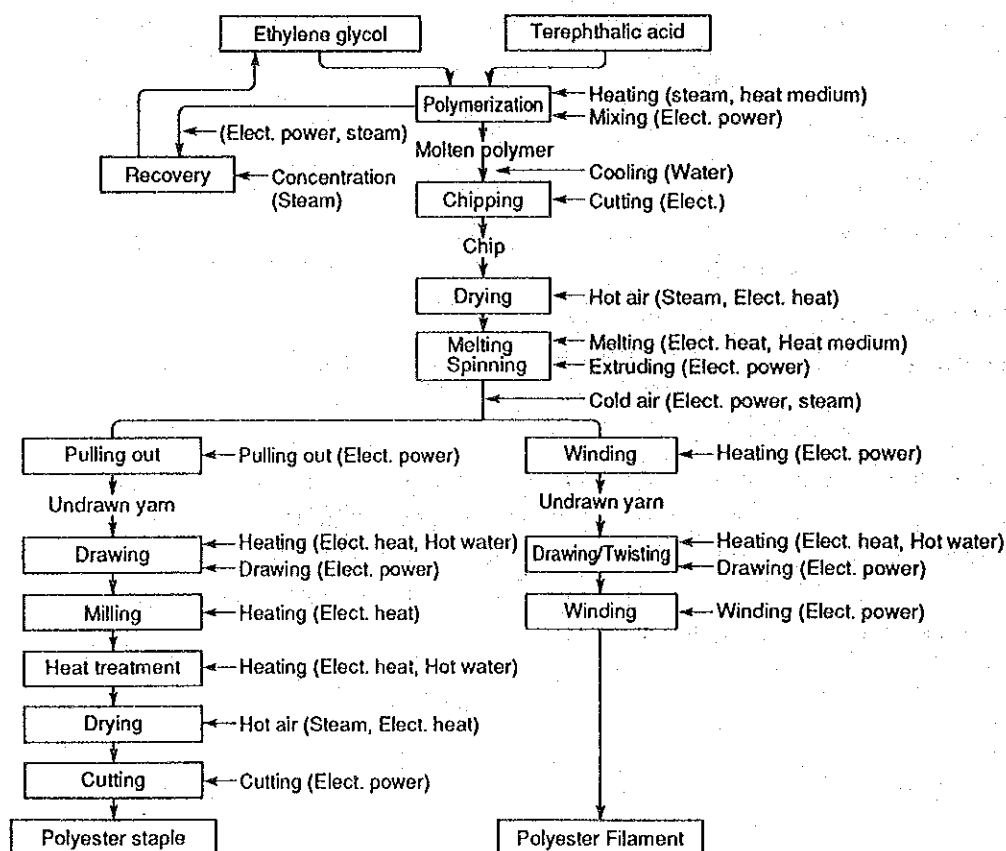 Ethylene glycol
Terephthalic acid
Polymerization
Heating (steam, heat medium)
Mixing (Elect. power)
(Elect. power, steam)
Molten polymer
Recovery
Concentration
(Steam)
Cooling (Water)
Chipping
Cutting (Elect.)
Chip
Drying
Hot air (Steam, Elect. heat)
Melting
Spinning
Melting (Elect. heat, Heat medium)
Extruding (Elect. power)
Cold air (Elect. power, steam)
Pulling out
Pulling out (Elect. power)
Winding
Heating (Elect. power)
Undrawn yarn
Undrawn yarn
Drawing
Heating (Elect. heat, Hot water)
Drawing (Elect. power)
Drawing/Twisting
Heating (Elect. heat, Hot water)
Drawing (Elect. power)
Milling
Heating (Elect. heat)
Winding
Winding (Elect. power)
Heat treatment
Heating (Elect. heat, Hot water)
Drying
Hot air (Steam, Elect. heat)
Cutting
Cutting (Elect. power)
Polyester staple
Polyester Filament